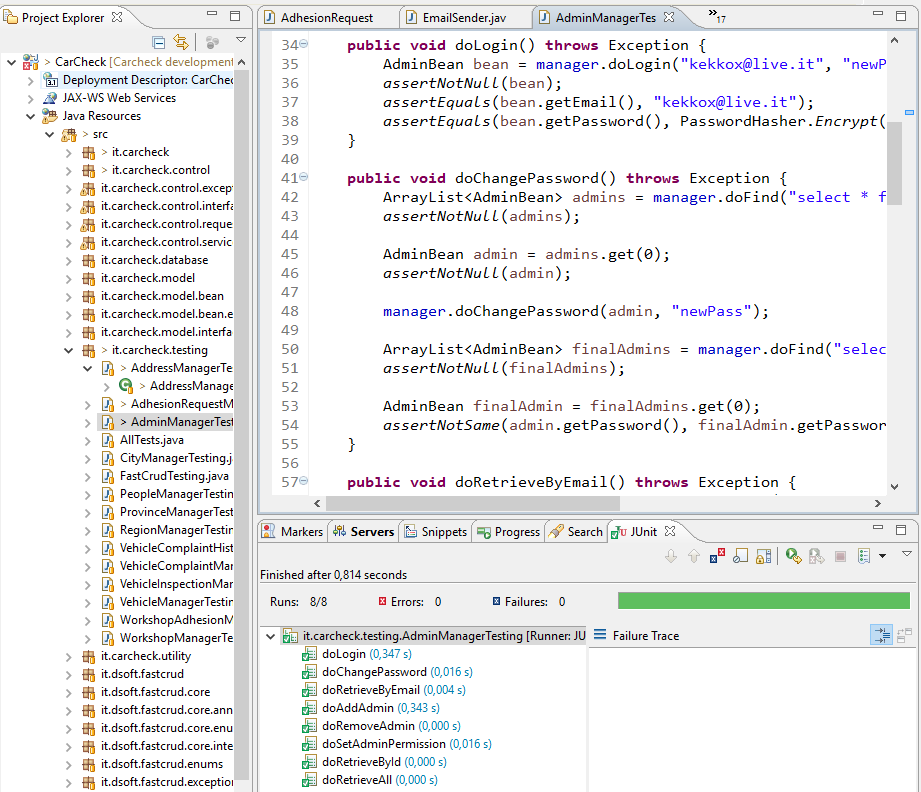 Project Explorer
> CarCheck [Carcheck development
Deployment Descriptor: CarChec
JAX-WS Web Services
Java Resources
> src
> it.carcheck
> it.carcheck.control
it.carcheck.control.except
it.carcheck.control.interfa
it.carcheck.control.reque
it.carcheck.control.servic
it.carcheck.database
it.carcheck.model
it.carcheck.model.bean
it.carcheck.model.bean.e
it.carcheck.model.interfa
> it.carcheck.testing
> AddressManagerTe
> AddressManage
> AdhesionRequestM
> AdminManagerTest
AllTests.java
CityManagerTesting.j
FastCrudTesting.java
PeopleManagerTestin
ProvinceManagerTest
RegionManagerTestin
VehicleComplaintHist
VehicleComplaintMar
VehicleInspectionMar
VehicleManagerTestin
WorkshopAdhesionM
WorkshopManagerTe
it.carcheck.utility
it.dsoft.fastcrud
it.dsoft.fastcrud.core
it.dsoft.fastcrud.core.ann
it.dsoft.fastcrud.core.enu
it.dsoft.fastcrud.core.inte
it.dsoft.fastcrud.enums
it.dsoft.fastcrud.exception
AdhesionRequest
EmailSender.jav
AdminManagerTes
»17
34 public void doLogin() throws Exception {
35 AdminBean bean = manager.doLogin("kekkox@live.it", "newP
36 assertNotNull(bean);
37 assertEquals(bean.getEmail(), "kekkox@live.it");
38 assertEquals(bean.getPassword(), PasswordHasher.Encrypt(
39 }
40
41 public void doChangePassword() throws Exception {
42 ArrayList<AdminBean> admins = manager.doFind("select * f
43 assertNotNull(admins);
44
45 AdminBean admin = admins.get(0);
46 assertNotNull(admin);
47
48 manager.doChangePassword(admin, "newPass");
49
50 ArrayList<AdminBean> finalAdmins = manager.doFind("selec
51 assertNotNull(finalAdmins);
52
53 AdminBean finalAdmin = finalAdmins.get(0);
54 assertNotSame(admin.getPassword(), finalAdmin.getPasswor
55 }
56
57 public void doRetrieveByEmail() throws Exception {
Markers
Servers
Snippets
Progress
Search
JUnit
Finished after 0,814 seconds
Runs: 8/8 Errors: 0 Failures: 0
it.carcheck.testing.AdminManagerTesting [Runner: JU
doLogin (0,347 s)
doChangePassword (0,016 s)
doRetrieveByEmail (0,004 s)
doAddAdmin (0,343 s)
doRemoveAdmin (0,000 s)
doSetAdminPermission (0,016 s)
doRetrieveById (0,000 s)
doRetrieveAll (0,000 s)
Failure Trace